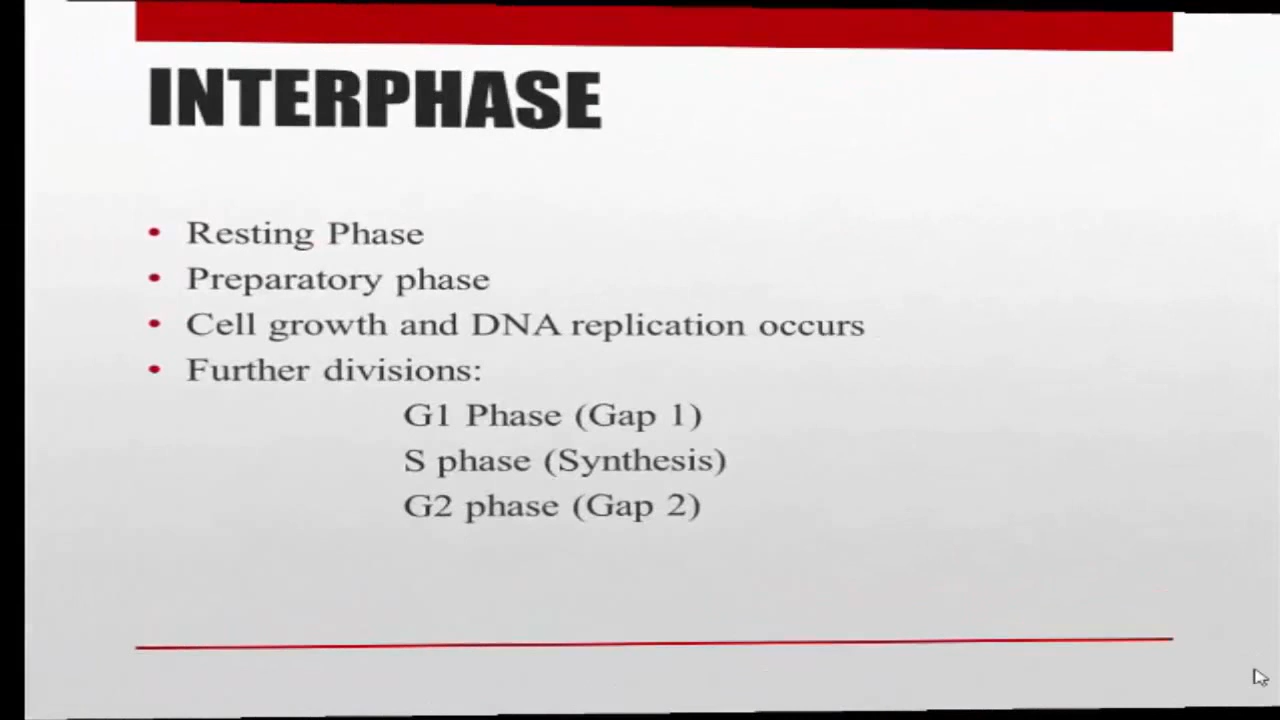 INTERPHASE
• Resting Phase
• Preparatory phase
• Cell growth and DNA replication occurs
• Further divisions:
G1 Phase (Gap 1)
S phase (Synthesis)
G2 phase (Gap 2)